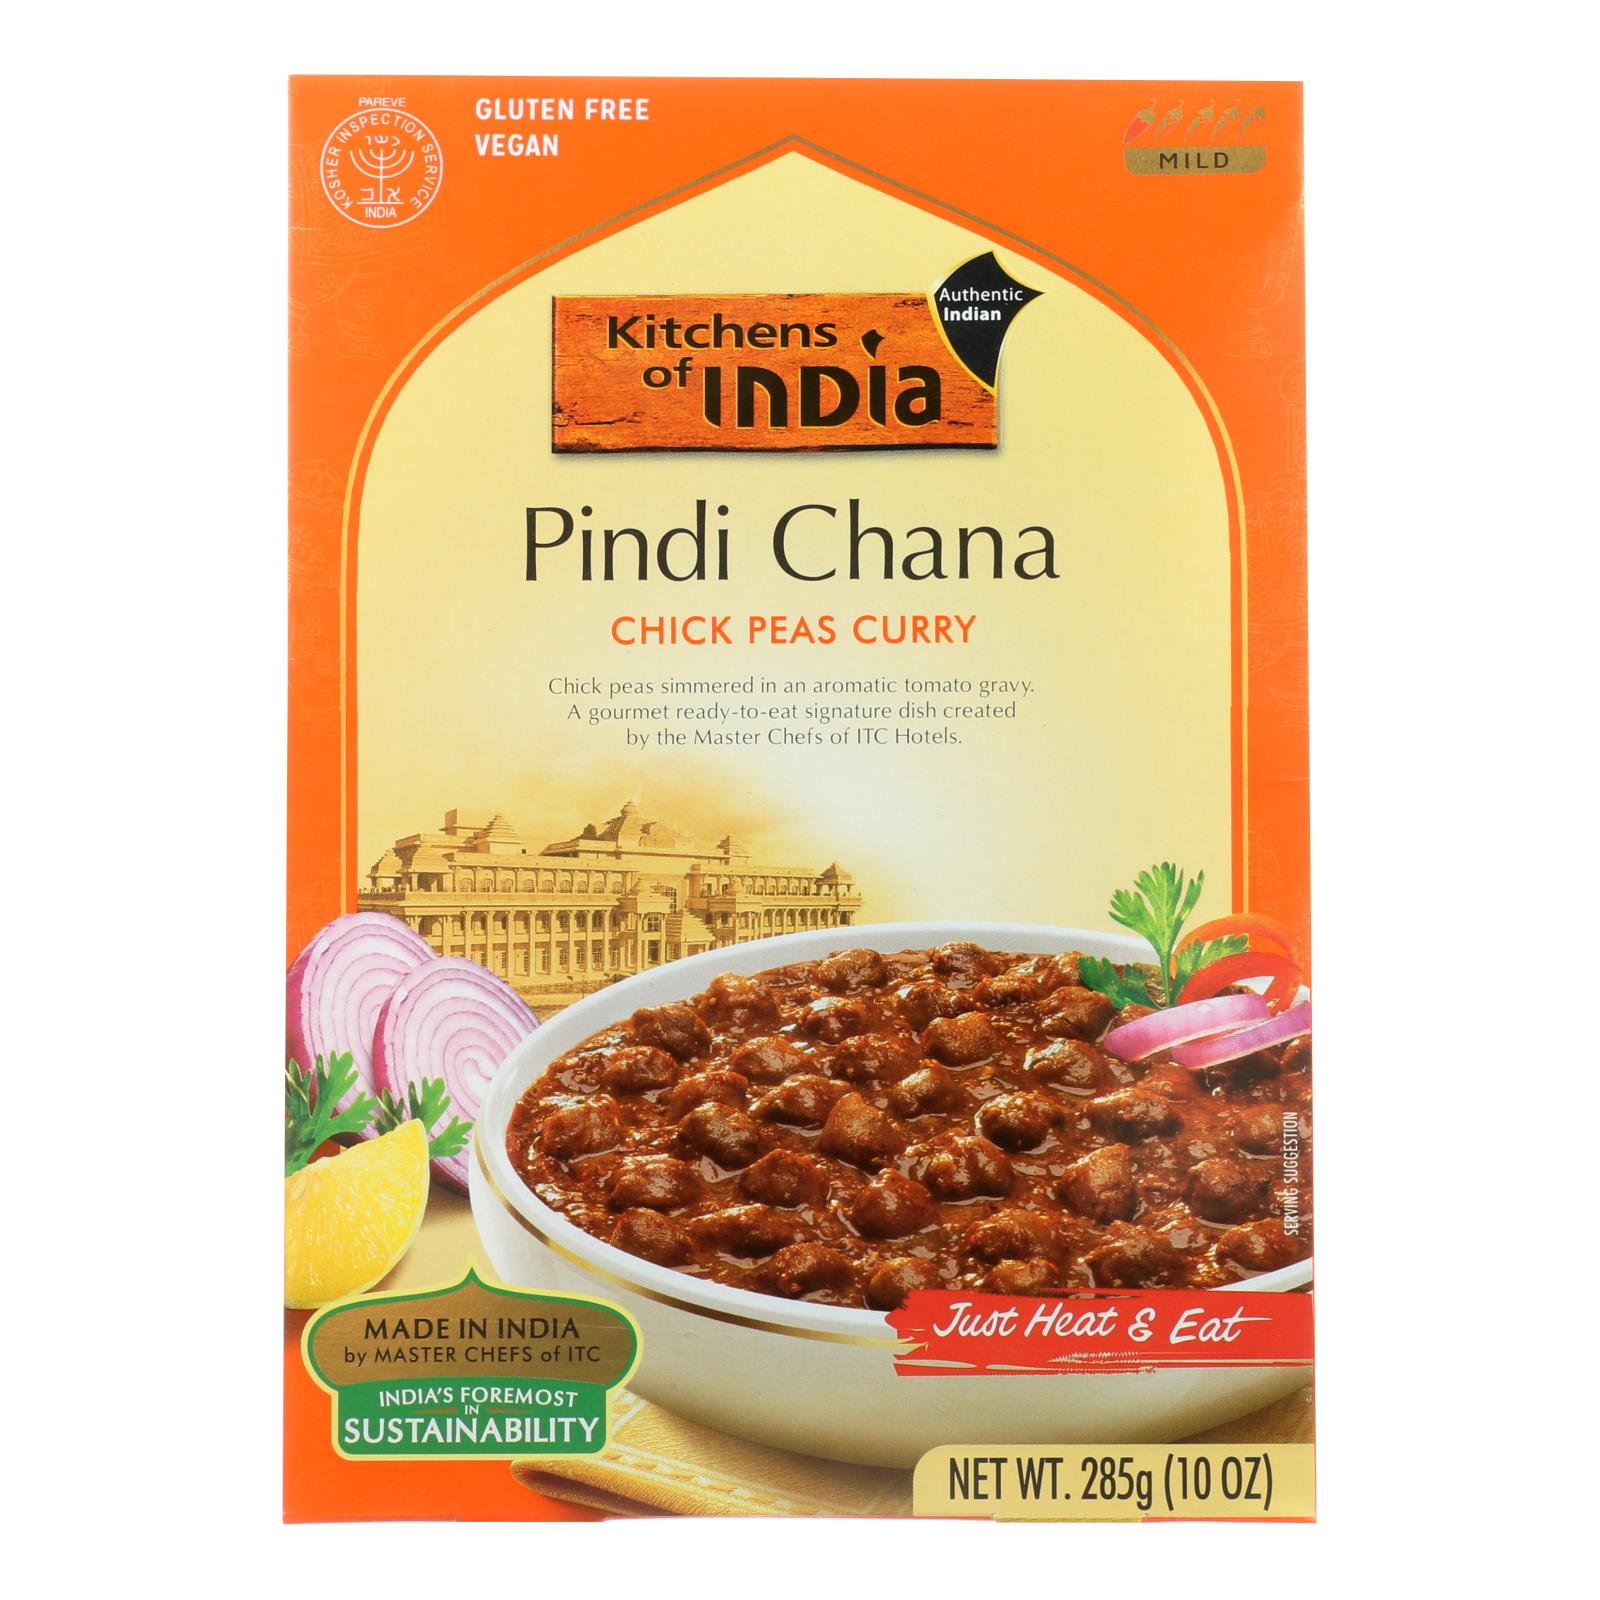 PAREVE
KOSHER INSPECTION SERVICE
כשר
אוכ
INDIA
GLUTEN FREE
VEGAN
MILD
Authentic
Indian
Kitchens
of INDIA
Pindi Chana
CHICK PEAS CURRY
Chick peas simmered in an aromatic tomato gravy.
A gourmet ready-to-eat signature dish created
by the Master Chefs of ITC Hotels.
SERVING SUGGESTION
Just Heat & Eat
MADE IN INDIA
by MASTER CHEFS of ITC
INDIA'S FOREMOST
IN
SUSTAINABILITY
NET WT. 285g (10 OZ)